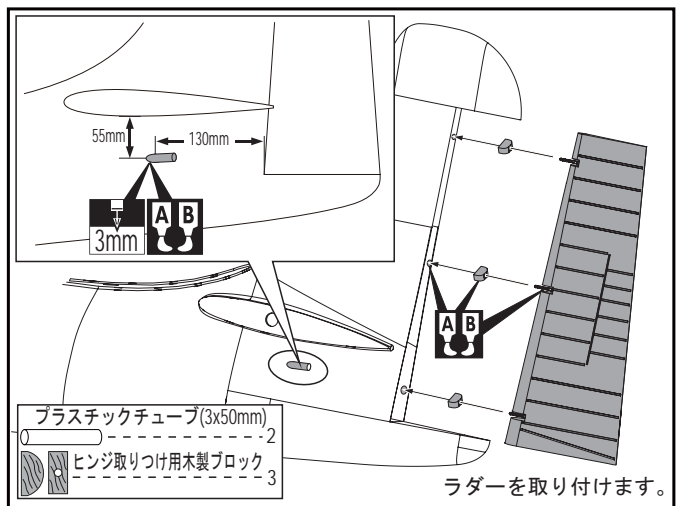 55mm
130mm
3mm
A B
A B
プラスチックチューブ(3x50mm)
2
ヒンジ取りつけ用木製ブロック
3
ラダーを取り付けます。